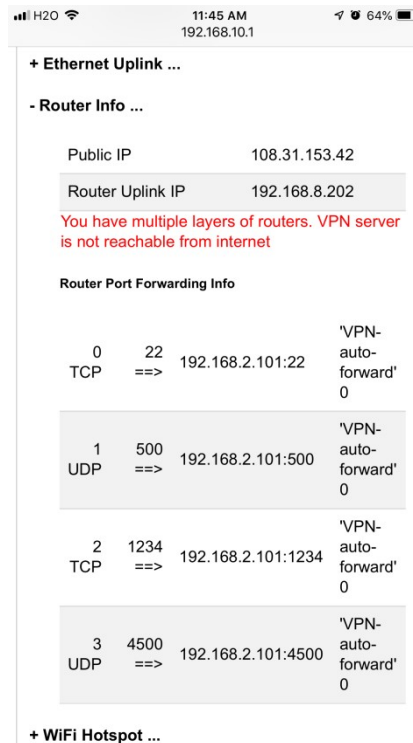 H2O 11:45 AM 64%
192.168.10.1
+ Ethernet Uplink ...
- Router Info ...
Public IP 108.31.153.42
Router Uplink IP 192.168.8.202
You have multiple layers of routers. VPN server
is not reachable from internet
Router Port Forwarding Info
0 TCP 22 ==> 192.168.2.101:22 'VPN-auto-forward' 0
1 UDP 500 ==> 192.168.2.101:500 'VPN-auto-forward' 0
2 TCP 1234 ==> 192.168.2.101:1234 'VPN-auto-forward' 0
3 UDP 4500 ==> 192.168.2.101:4500 'VPN-auto-forward' 0
+ WiFi Hotspot ...